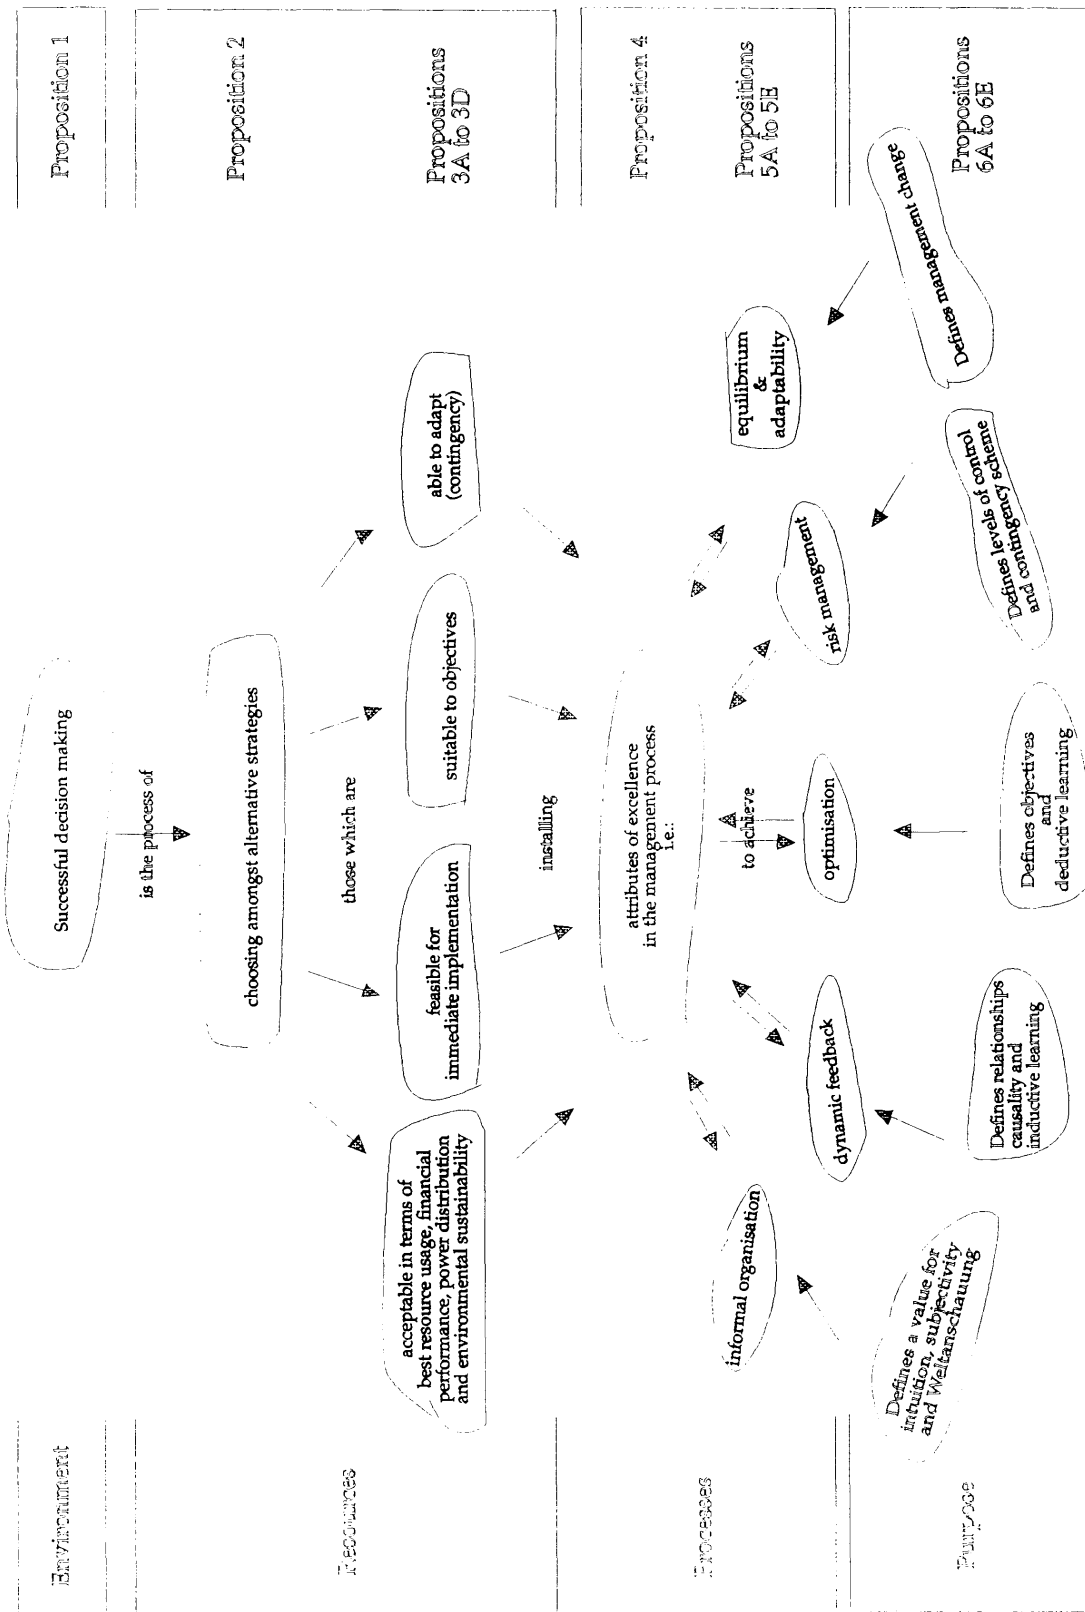 Environment
Successful decision making
Proposition 1
is the process of
Resources
choosing amongst alternative strategies
Proposition 2
those which are
acceptable in terms of
best resource usage, financial
performance, power distribution
and environmental sustainability
feasible for
immediate implementation
suitable to objectives
able to adapt
(contingency)
Propositions
3A to 3D
installing
Processes
attributes of excellence
in the management process
i.e.:
Proposition 4
to achieve
informal organisation
dynamic feedback
optimisation
risk management
equilibrium
&
adaptability
Propositions
5A to 5E
Purpose
Defines a value for
intuition, subjectivity
and Weltanschauung
Defines relationships
causality and
inductive learning
Defines objectives
and
deductive learning
Defines levels of control
and contingency scheme
Defines management change
Propositions
6A to 6E